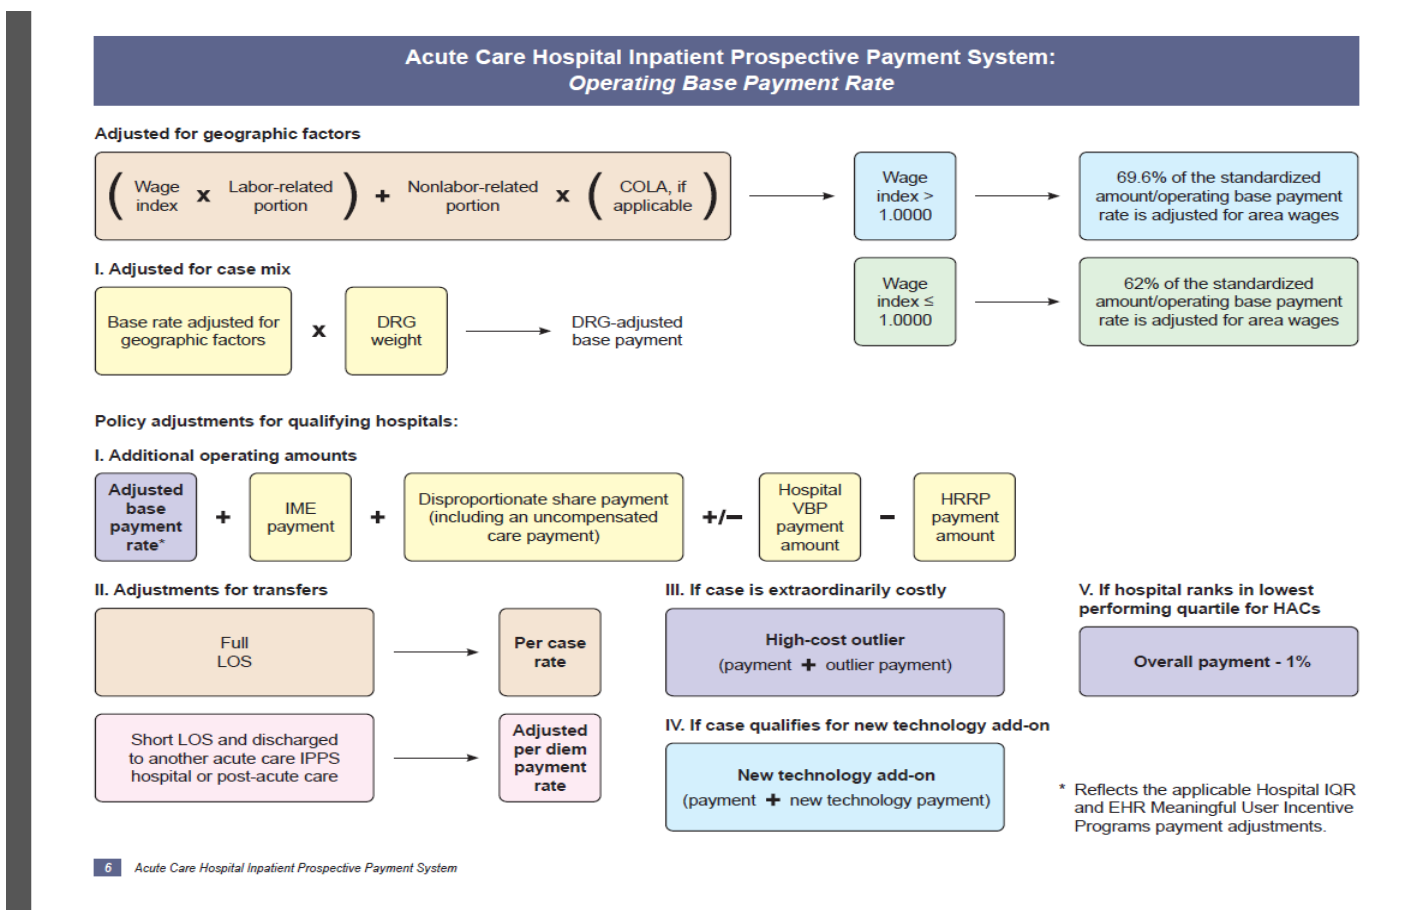 Acute Care Hospital Inpatient Prospective Payment System:
Operating Base Payment Rate
Adjusted for geographic factors
( Wage index x Labor-related portion ) + Nonlabor-related portion x ( COLA, if applicable )
Wage
index >
1.0000
69.6% of the standardized
amount/operating base payment
rate is adjusted for area wages
I. Adjusted for case mix
Base rate adjusted for
geographic factors
x
DRG
weight
DRG-adjusted
base payment
Wage
index ≤
1.0000
62% of the standardized
amount/operating base payment
rate is adjusted for area wages
Policy adjustments for qualifying hospitals:
I. Additional operating amounts
Adjusted
base
payment
rate*
+
IME
payment
+
Disproportionate share payment
(including an uncompensated
care payment)
+/−
Hospital
VBP
payment
amount
−
HRRP
payment
amount
II. Adjustments for transfers
Full
LOS
Per case
rate
Short LOS and discharged
to another acute care IPPS
hospital or post-acute care
Adjusted
per diem
payment
rate
III. If case is extraordinarily costly
High-cost outlier
(payment + outlier payment)
IV. If case qualifies for new technology add-on
New technology add-on
(payment + new technology payment)
V. If hospital ranks in lowest
performing quartile for HACs
Overall payment - 1%
* Reflects the applicable Hospital IQR
and EHR Meaningful User Incentive
Programs payment adjustments.
6 Acute Care Hospital Inpatient Prospective Payment System